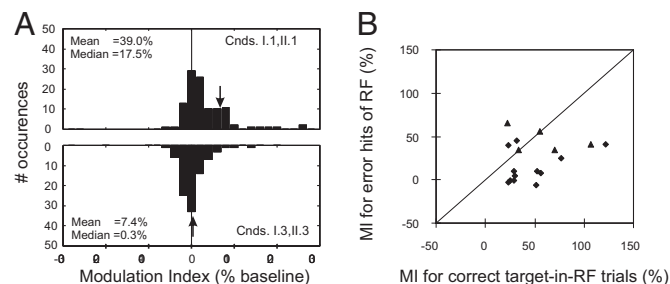 A
50
40
30
20
10
0
Mean =39.0%
Median =17.5%
Cnds. I.1,II.1
# occurences
0
10
20
30
40
50
Mean =7.4%
Median =0.3%
Cnds. I.3,II.3
Modulation Index (% baseline)
B
150
100
50
0
-50
MI for error hits of RF (%)
-50 0 50 100 150
MI for correct target-in-RF trials (%)